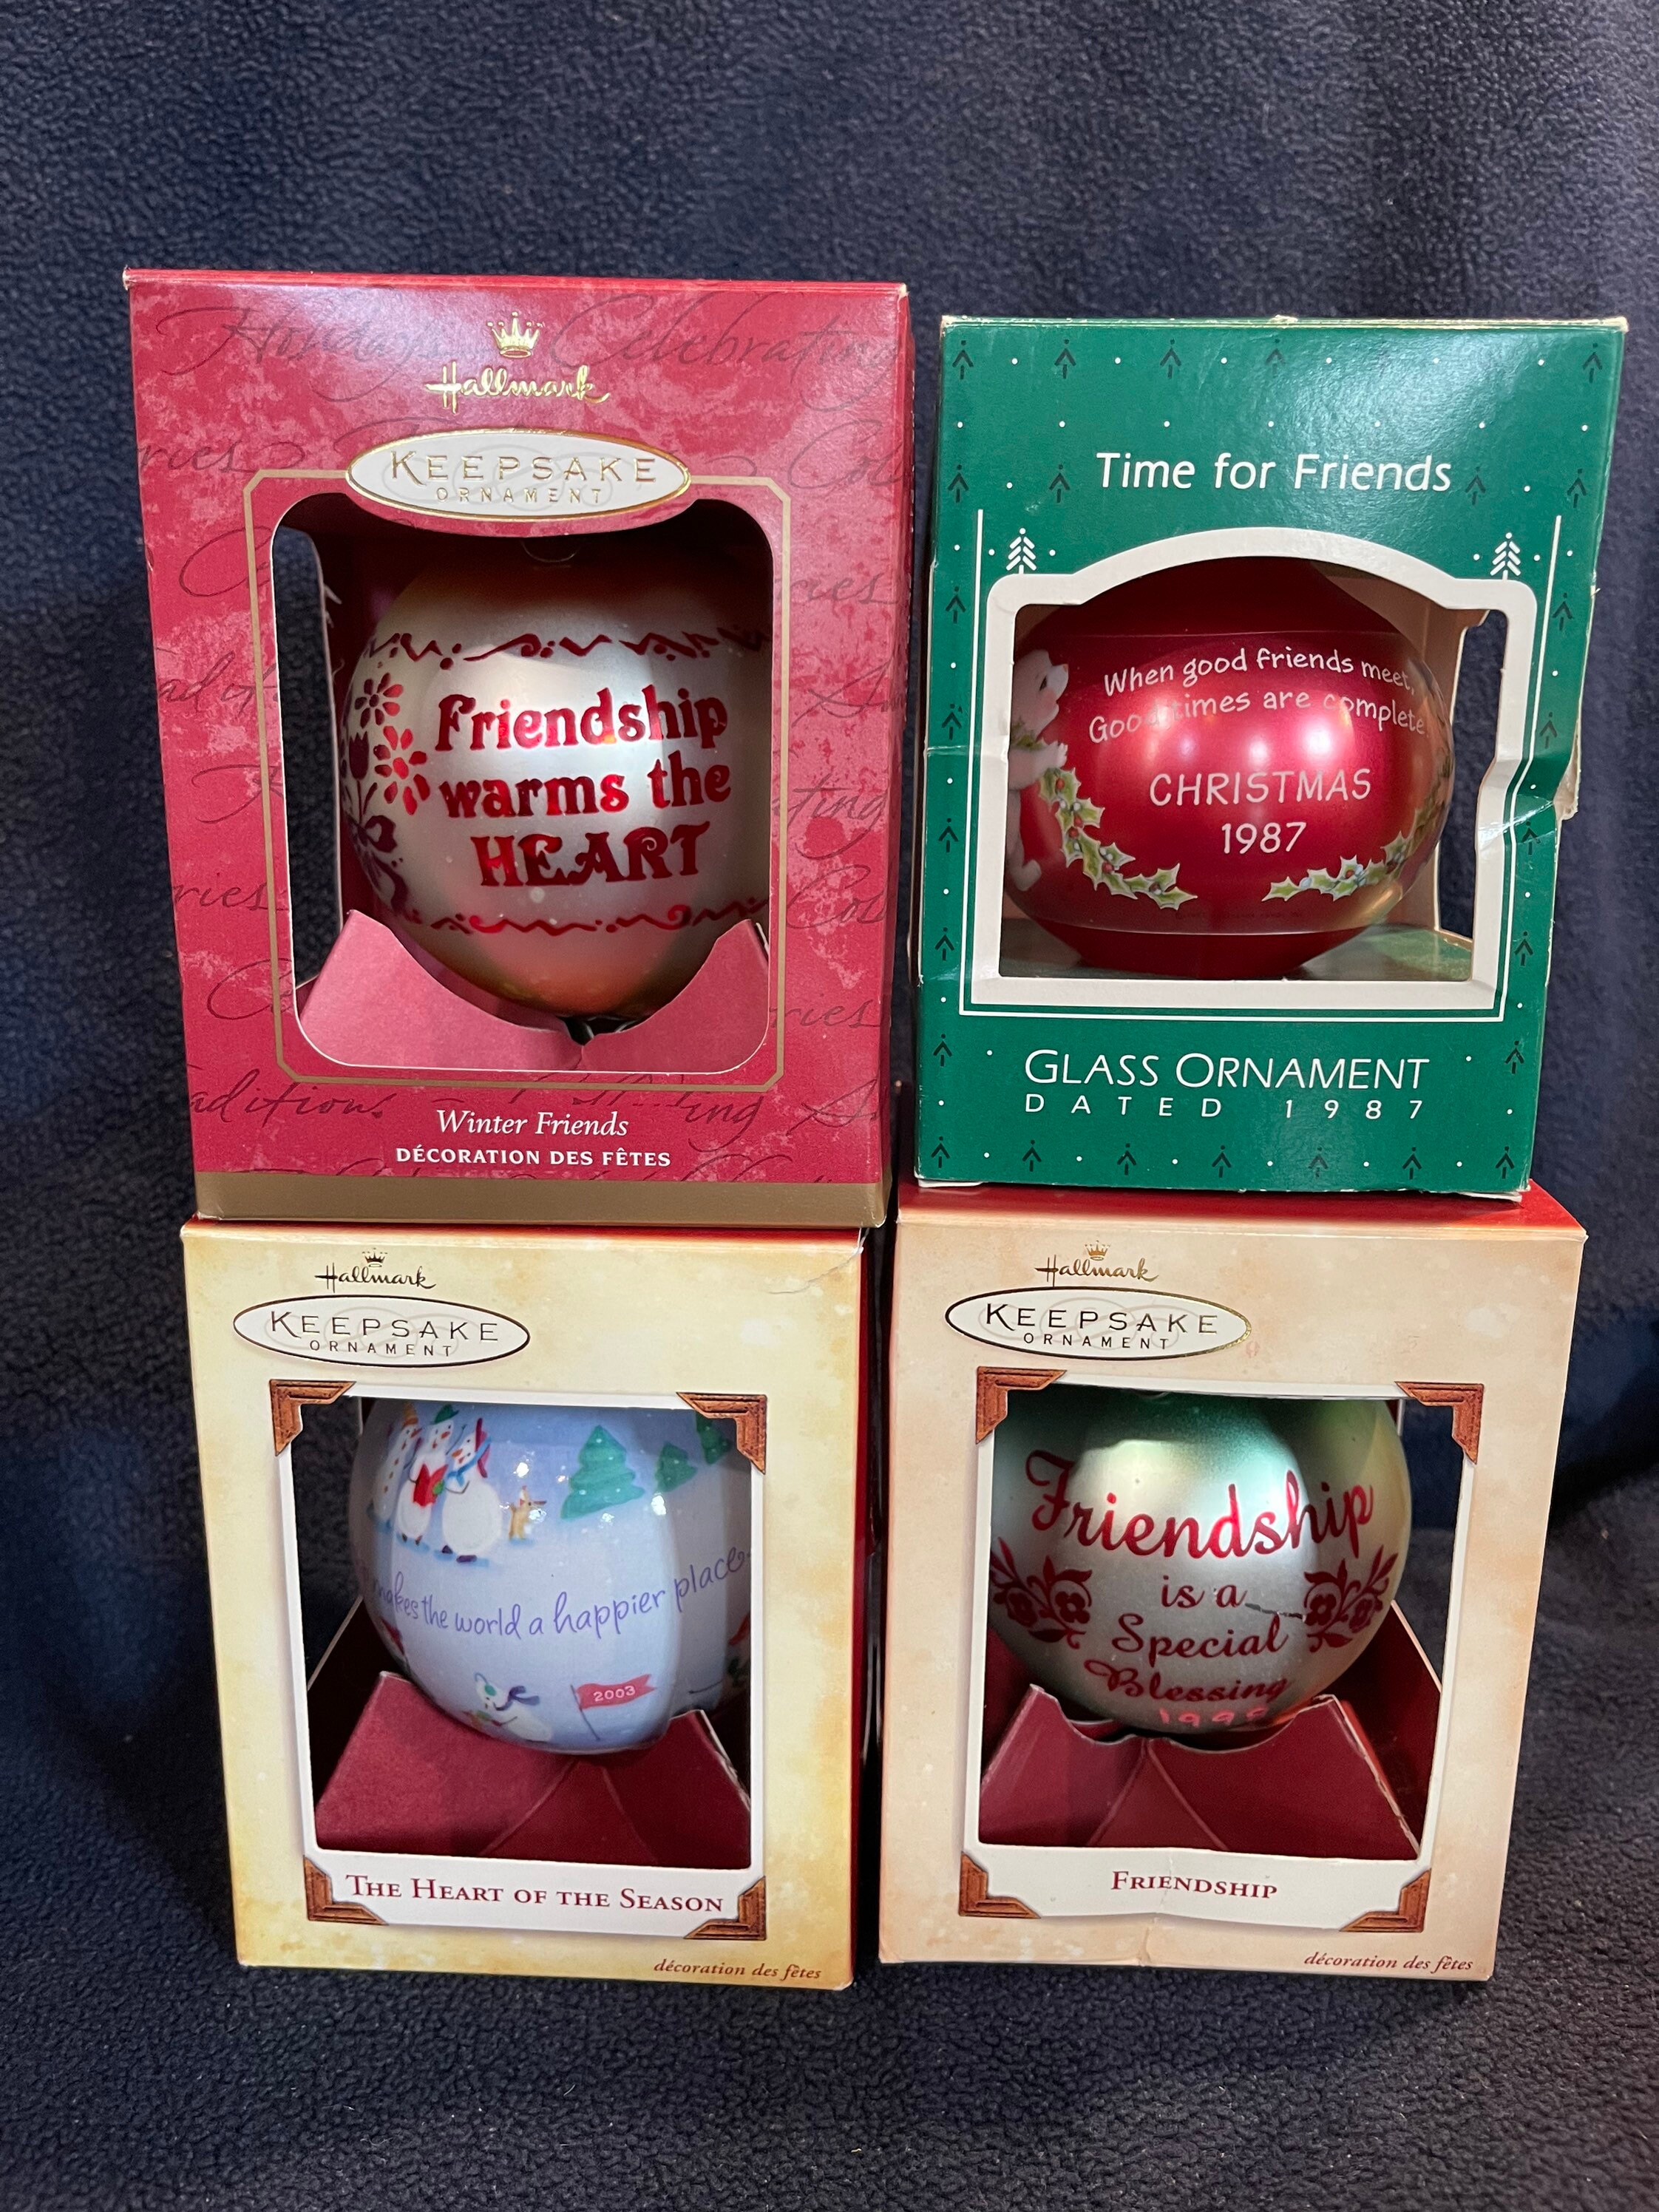 Hallmark
KEEPSAKE
ORNAMENT
Friendship
warms the
HEART
Winter Friends
DÉCORATION DES FÊTES
Time for Friends
When good friends meet,
Good times are complete
CHRISTMAS
1987
GLASS ORNAMENT
DATED 1987
Hallmark
KEEPSAKE
ORNAMENT
makes the world a happier place
2003
THE HEART OF THE SEASON
décoration des fêtes
Hallmark
KEEPSAKE
ORNAMENT
Friendship
is a
Special
Blessing
FRIENDSHIP
décoration des fêtes